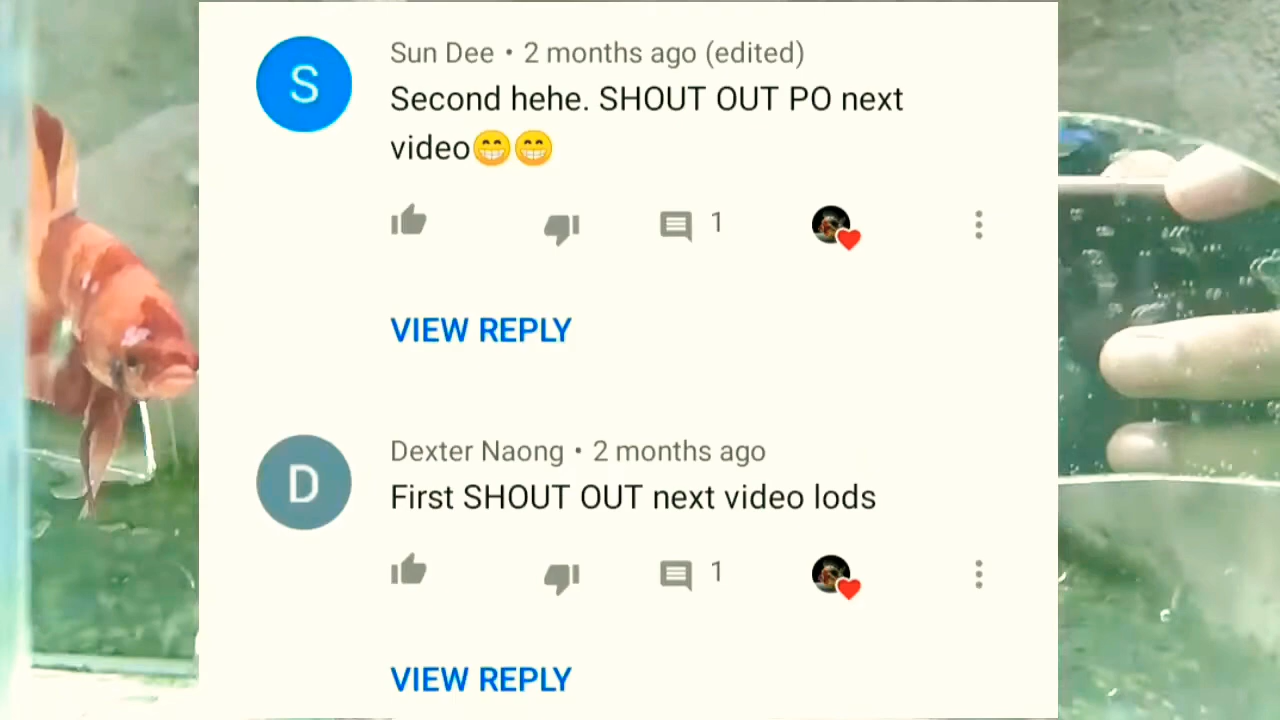 S
Sun Dee • 2 months ago (edited)
Second hehe. SHOUT OUT PO next
video😁😁
1
VIEW REPLY
D
Dexter Naong • 2 months ago
First SHOUT OUT next video lods
1
VIEW REPLY